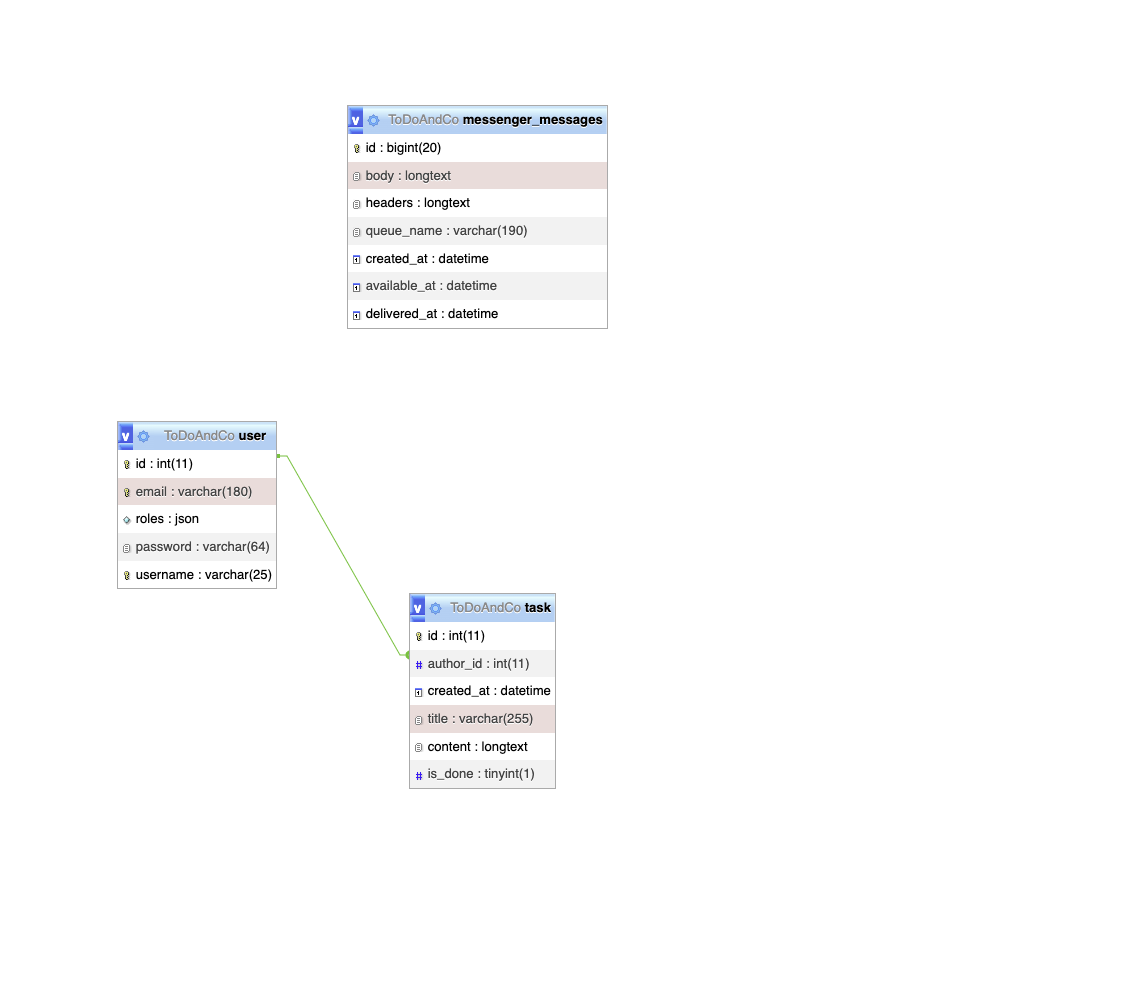 v ToDoAndCo messenger_messages
id : bigint(20)
body : longtext
headers : longtext
queue_name : varchar(190)
created_at : datetime
available_at : datetime
delivered_at : datetime
v ToDoAndCo user
id : int(11)
email : varchar(180)
roles : json
password : varchar(64)
username : varchar(25)
v ToDoAndCo task
id : int(11)
# author_id : int(11)
created_at : datetime
title : varchar(255)
content : longtext
# is_done : tinyint(1)